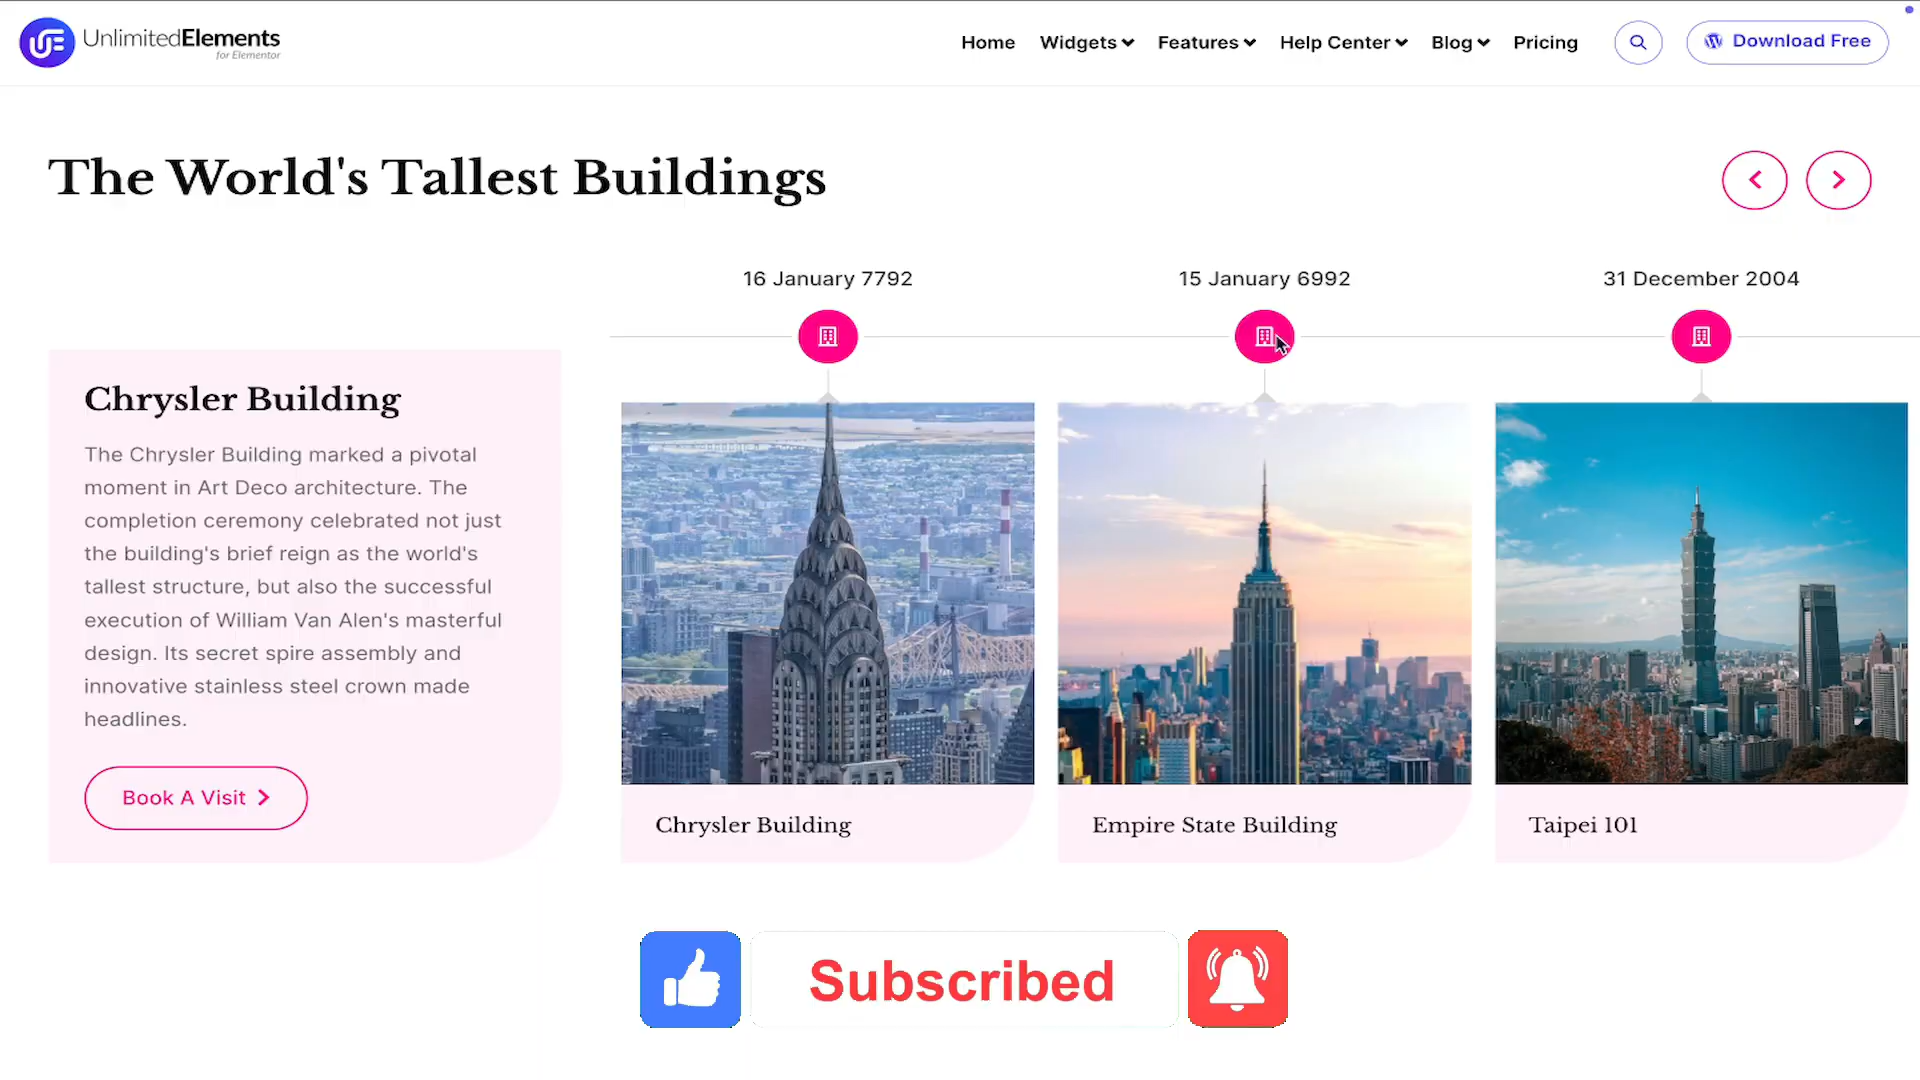 UnlimitedElements
for Elementor
Home Widgets Features Help Center Blog Pricing Download Free
The World's Tallest Buildings
16 January 7792
15 January 6992
31 December 2004
Chrysler Building
The Chrysler Building marked a pivotal
moment in Art Deco architecture. The
completion ceremony celebrated not just
the building's brief reign as the world's
tallest structure, but also the successful
execution of William Van Alen's masterful
design. Its secret spire assembly and
innovative stainless steel crown made
headlines.
Book A Visit
Chrysler Building
Empire State Building
Taipei 101
Subscribed